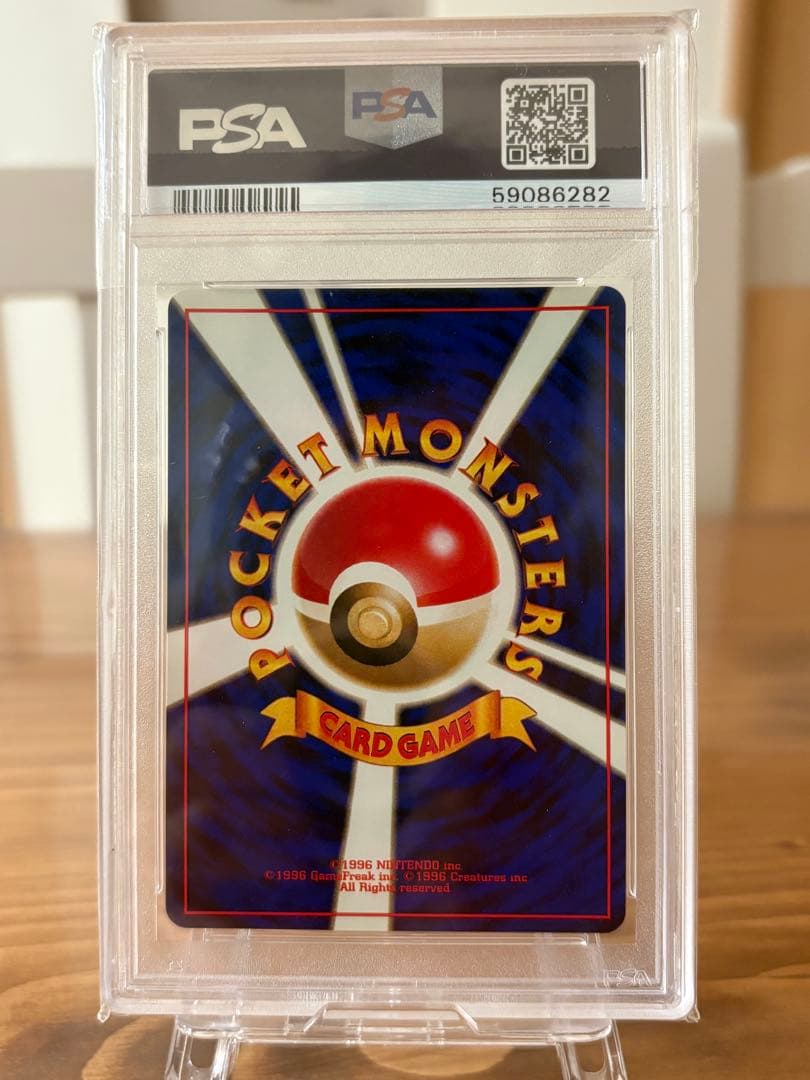 PSA
PSA
59086282
POCKET MONSTERS
CARD GAME
©1996 NINTENDO inc.
©1996 GameFreak inc. ©1996 Creatures inc
All Rights reserved
PSA